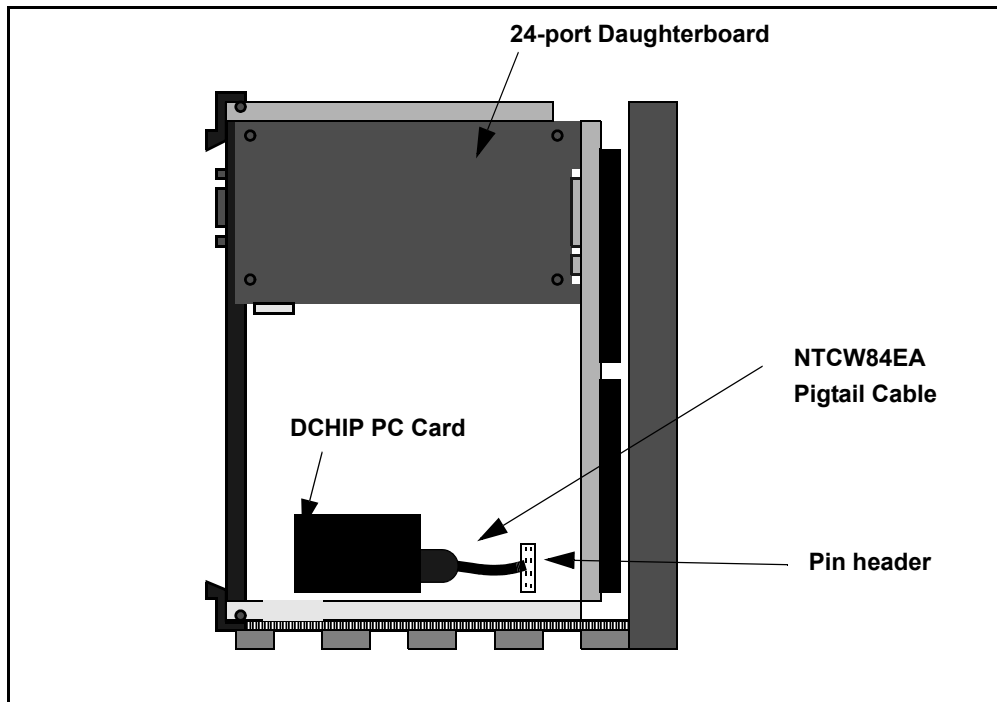 24-port Daughterboard
NTCW84EA
Pigtail Cable
DCHIP PC Card
Pin header